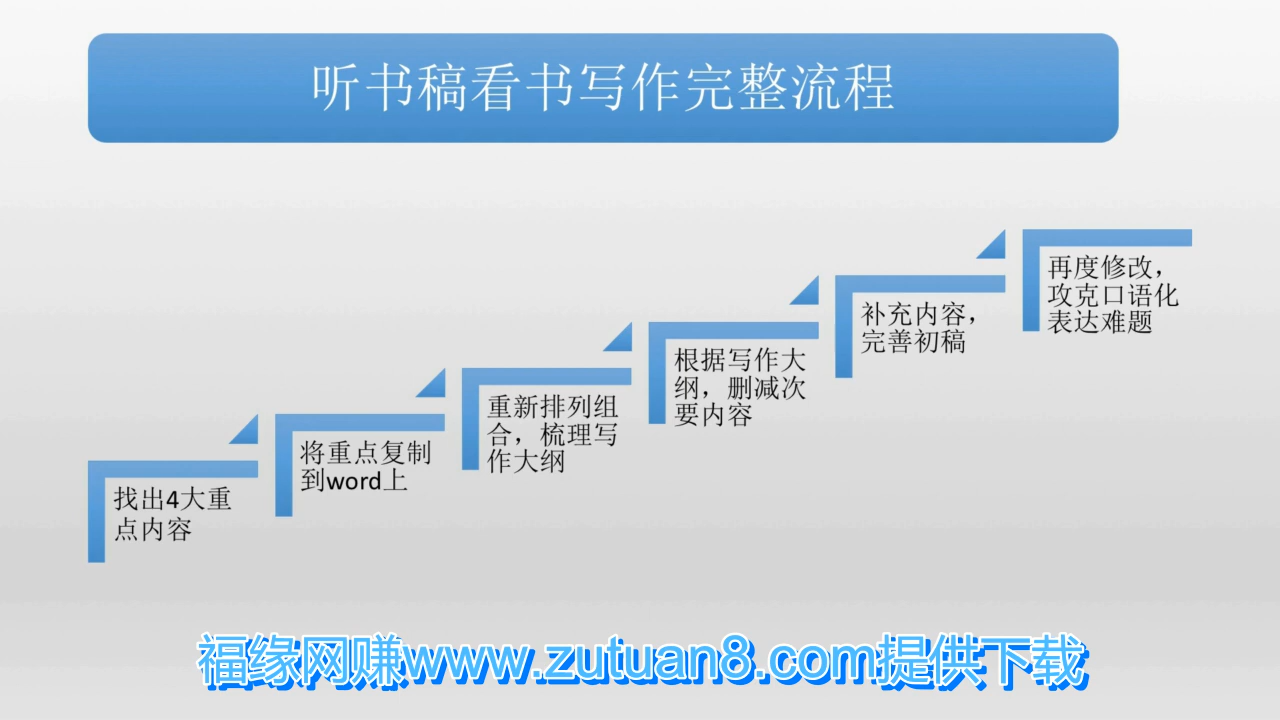 听书稿看书写作完整流程
找出4大重
点内容
将重点复制
到word上
重新排列组
合，梳理写
作大纲
根据写作大
纲，删减次
要内容
补充内容，
完善初稿
再度修改，
攻克口语化
表达难题
福缘网赚www.zutuan8.com提供下载